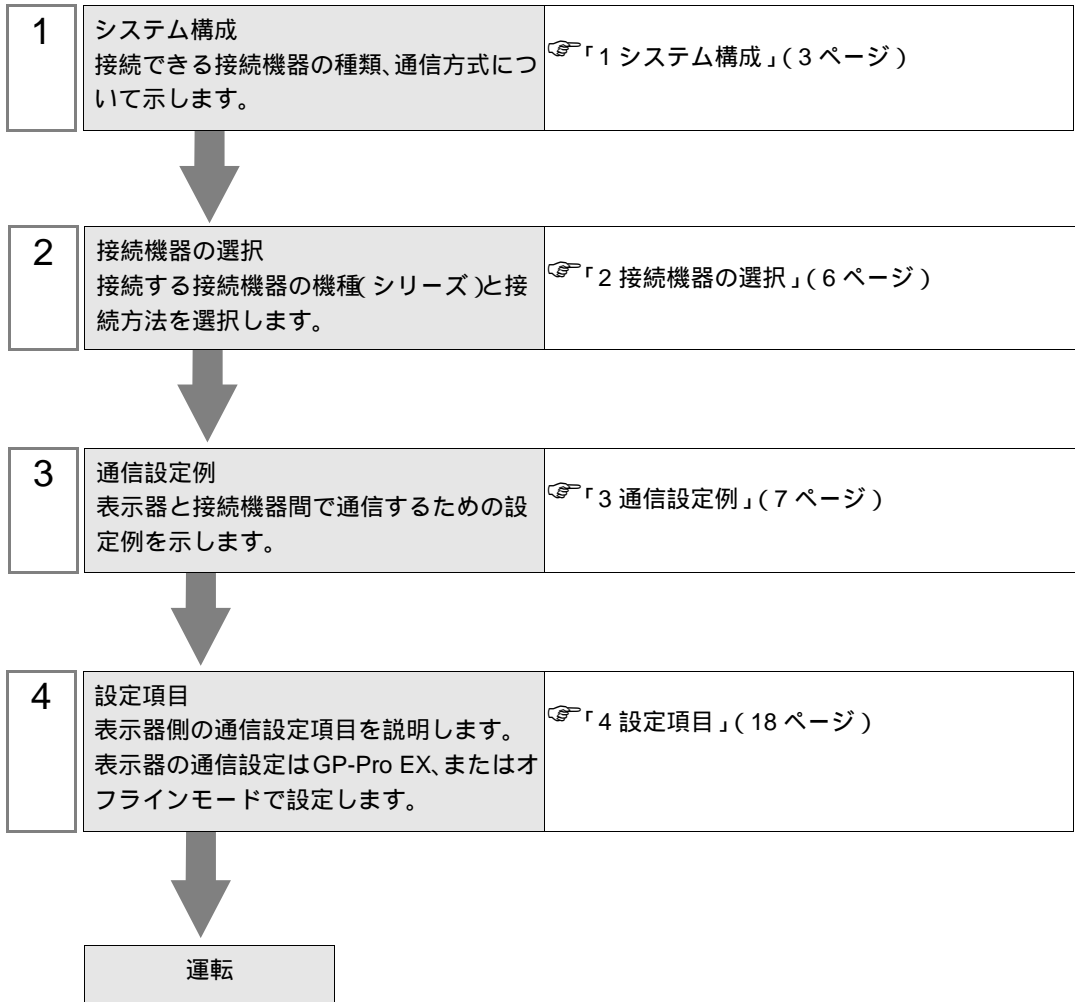 1
システム構成
接続できる接続機器の種類、通信方式につ
いて示します。
☞「1 システム構成」(3 ページ)
2
接続機器の選択
接続する接続機器の機種(シリーズ)と接
続方法を選択します。
☞「2 接続機器の選択」(6 ページ)
3
通信設定例
表示器と接続機器間で通信するための設
定例を示します。
☞「3 通信設定例」(7 ページ)
4
設定項目
表示器側の通信設定項目を説明します。
表示器の通信設定はGP-Pro EX、またはオ
フラインモードで設定します。
☞「4 設定項目」(18 ページ)
運転